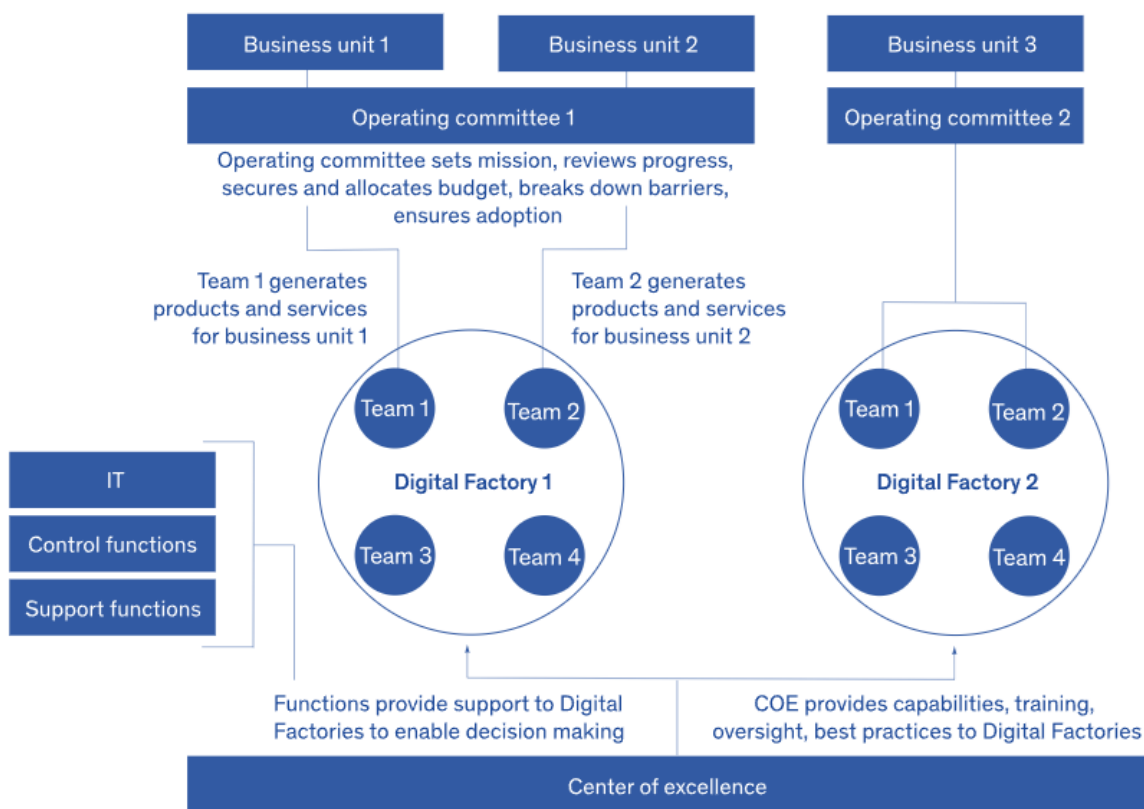 Business unit 1
Business unit 2
Business unit 3
Operating committee 1
Operating committee 2
Operating committee sets mission, reviews progress,
secures and allocates budget, breaks down barriers,
ensures adoption
Team 1 generates
products and services
for business unit 1
Team 2 generates
products and services
for business unit 2
Team 1
Team 2
Digital Factory 1
Team 3
Team 4
Team 1
Team 2
Digital Factory 2
Team 3
Team 4
IT
Control functions
Support functions
Functions provide support to Digital
Factories to enable decision making
COE provides capabilities, training,
oversight, best practices to Digital Factories
Center of excellence